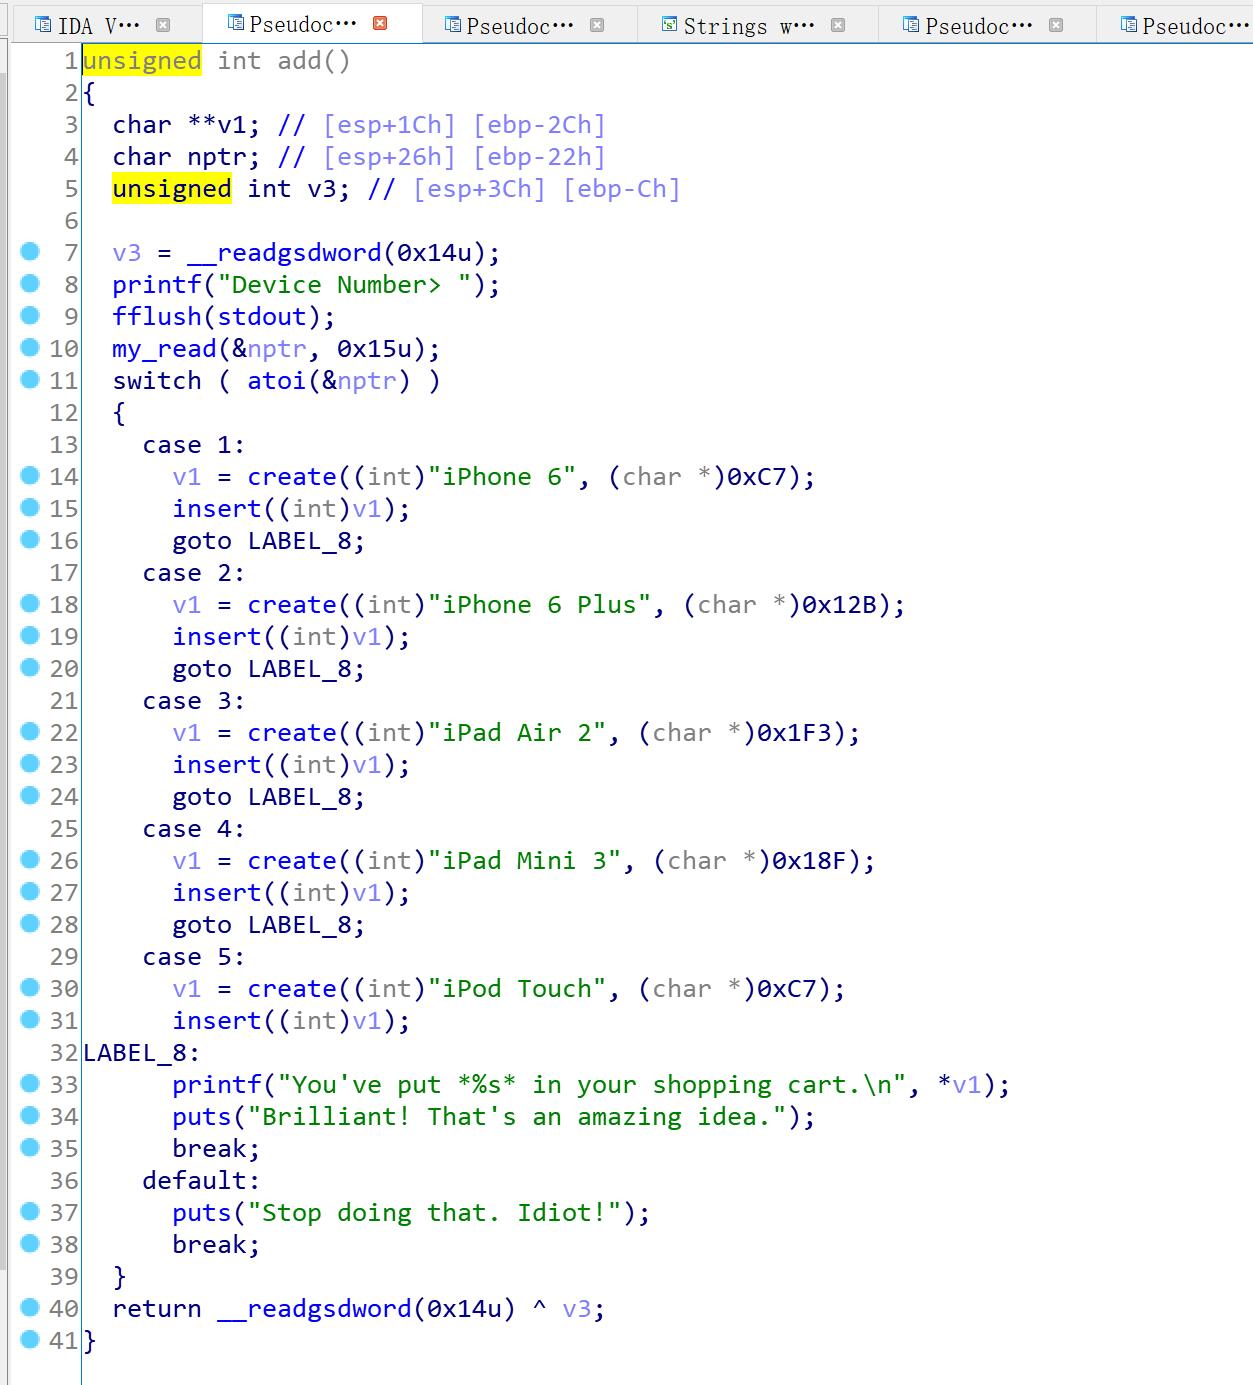 IDA V··· Pseudoc··· Pseudoc··· Strings w··· Pseudoc··· Pseudoc···
1 unsigned int add()
2 {
3   char **v1; // [esp+1Ch] [ebp-2Ch]
4   char nptr; // [esp+26h] [ebp-22h]
5   unsigned int v3; // [esp+3Ch] [ebp-Ch]
6
7   v3 = __readgsdword(0x14u);
8   printf("Device Number> ");
9   fflush(stdout);
10   my_read(&nptr, 0x15u);
11   switch ( atoi(&nptr) )
12   {
13     case 1:
14       v1 = create((int)"iPhone 6", (char *)0xC7);
15       insert((int)v1);
16       goto LABEL_8;
17     case 2:
18       v1 = create((int)"iPhone 6 Plus", (char *)0x12B);
19       insert((int)v1);
20       goto LABEL_8;
21     case 3:
22       v1 = create((int)"iPad Air 2", (char *)0x1F3);
23       insert((int)v1);
24       goto LABEL_8;
25     case 4:
26       v1 = create((int)"iPad Mini 3", (char *)0x18F);
27       insert((int)v1);
28       goto LABEL_8;
29     case 5:
30       v1 = create((int)"iPod Touch", (char *)0xC7);
31       insert((int)v1);
32 LABEL_8:
33       printf("You've put *%s* in your shopping cart.\n", *v1);
34       puts("Brilliant! That's an amazing idea.");
35       break;
36     default:
37       puts("Stop doing that. Idiot!");
38       break;
39   }
40   return __readgsdword(0x14u) ^ v3;
41 }